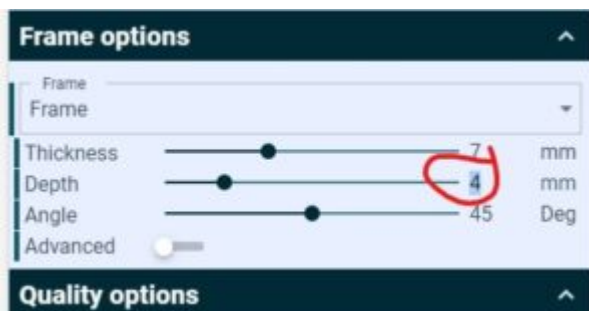 Frame options
Frame
Frame
Thickness 7 mm
Depth 4 mm
Angle 45 Deg
Advanced
Quality options